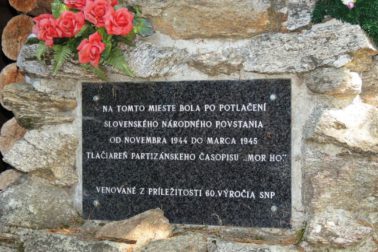 NA TOMTO MIESTE BOLA PO POTLAČENÍ
SLOVENSKÉHO NÁRODNÉHO POVSTANIA
OD NOVEMBRA 1944 DO MARCA 1945
TLAČIAREŇ PARTIZÁNSKEHO ČASOPISU „MOR HO"
VENOVANÉ Z PRÍLEŽITOSTI 60. VÝROČIA SNP